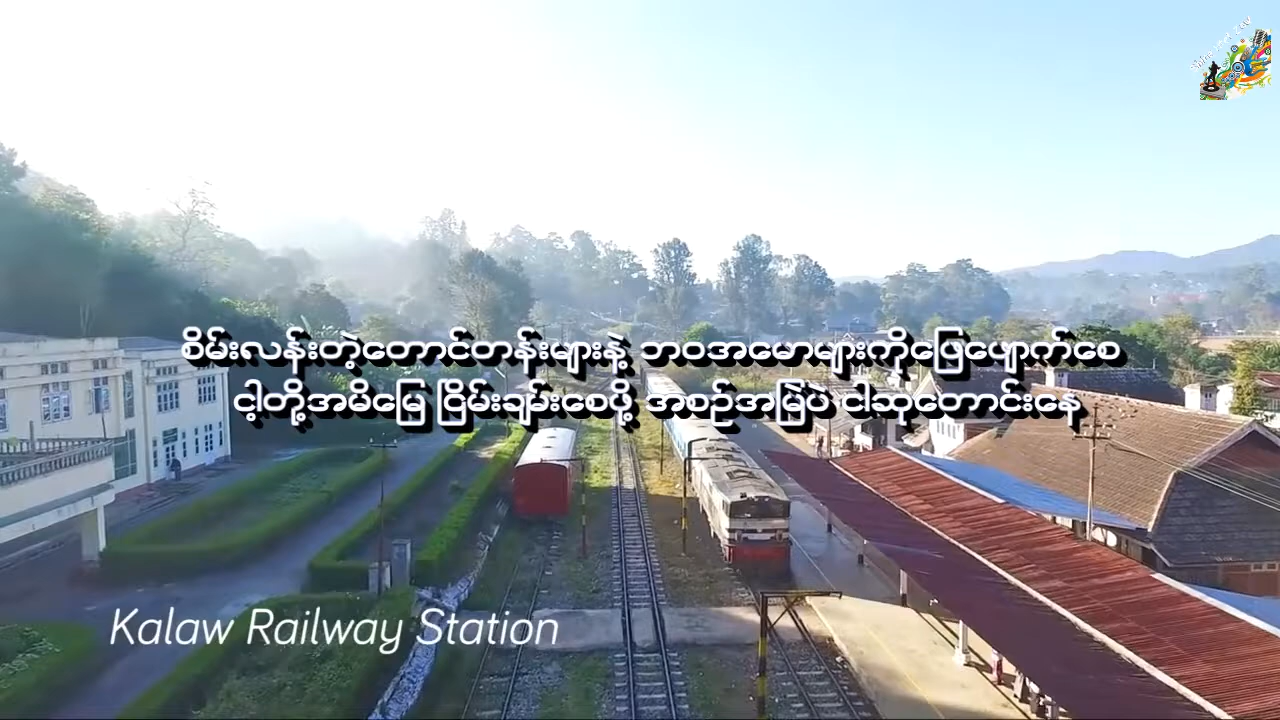 စိမ်းလန်းတဲ့တောင်တန်းများနဲ့ ဘဝအမောများကိုဖြေပျောက်စေ
ငါ့တို့အမိမြေ ငြိမ်းချမ်းစေပို့ အစဉ်အမြဲပဲ ငါဆုတောင်းနေ
Kalaw Railway Station